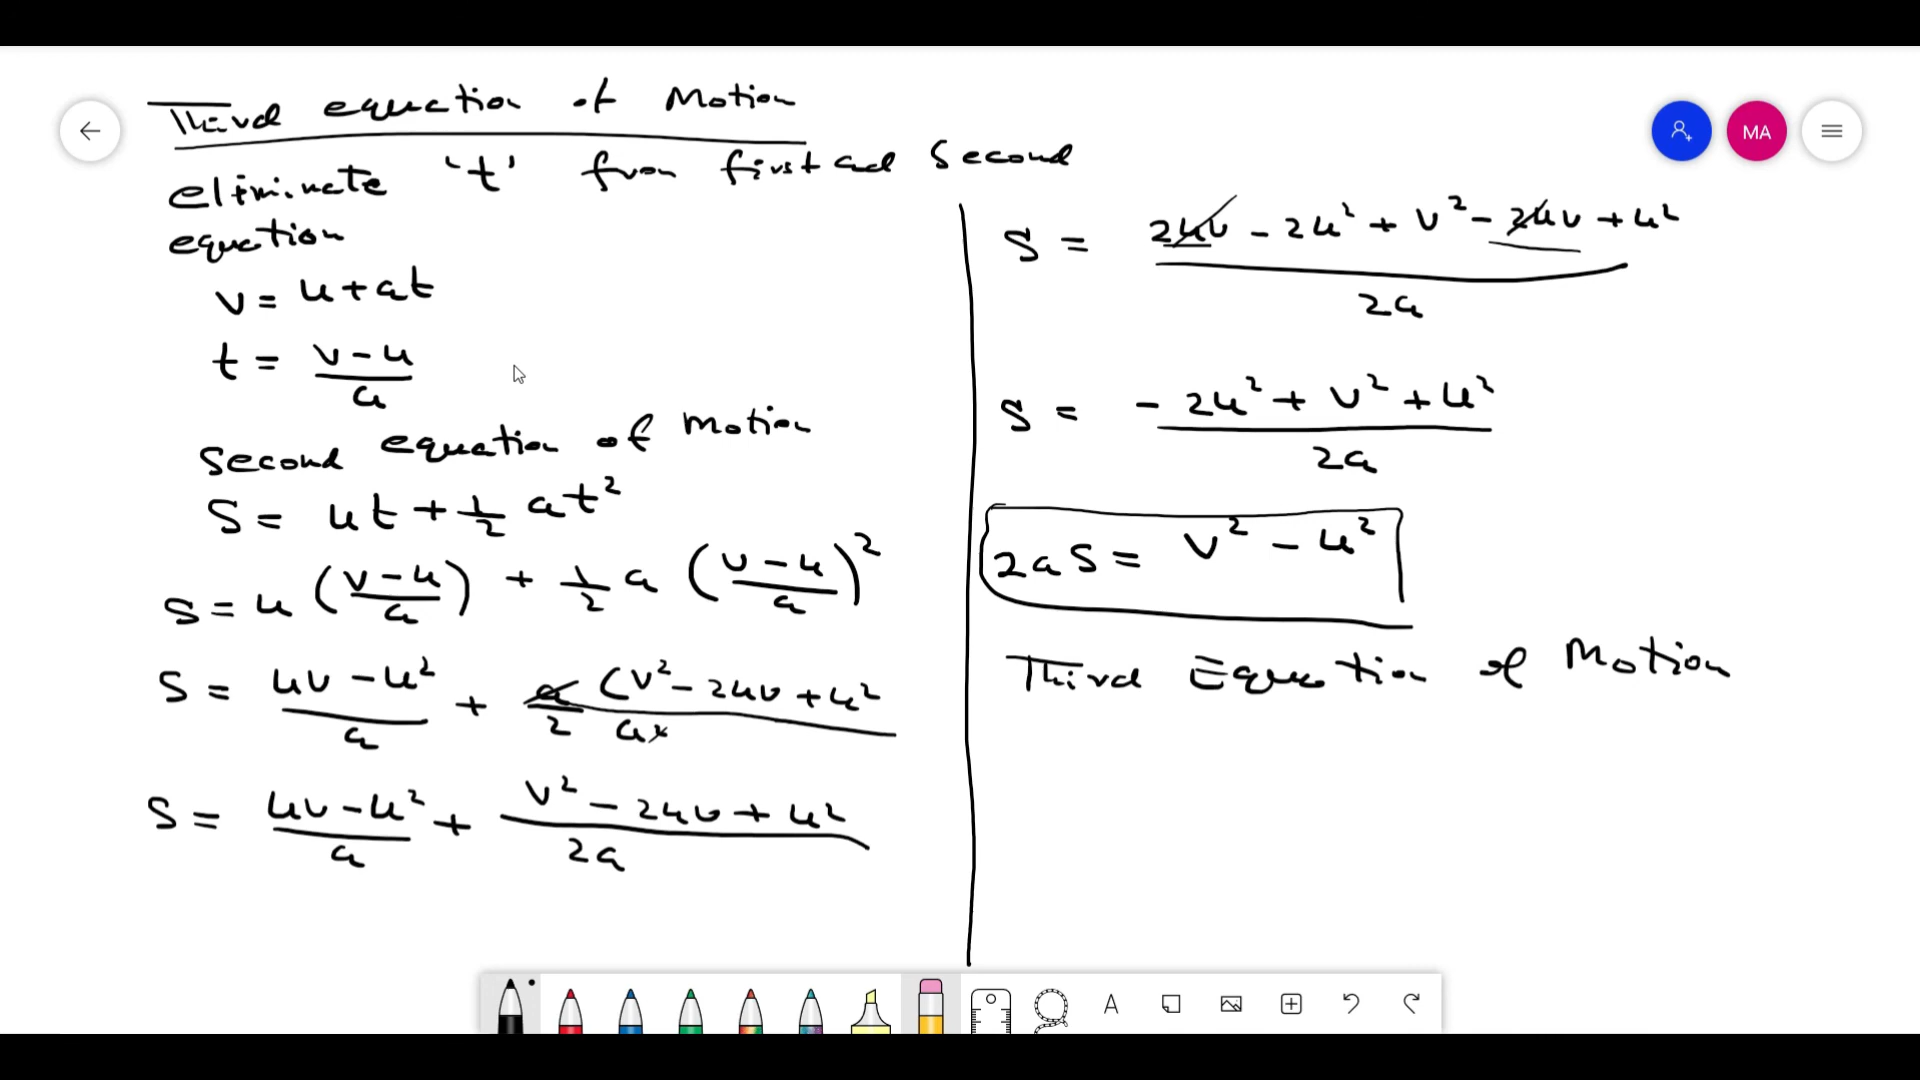 Third equation of Motion
eliminate 't' from first and Second
equation
v = u + at
t = (v - u)/a
Second equation of Motion
S = ut + 1/2 at²
S = u ((v - u)/a) + 1/2 a ((v - u)/a)²
S = (uv - u²)/a + a/2 (v² - 2uv + u²/a²
S = (uv - u²)/a + (v² - 2uv + u²)/2a
S = (2uv - 2u² + v² - 2uv + u²)/2a
S = (-2u² + v² + u²)/2a
2aS = v² - u²
Third Equation of Motion
MA
A